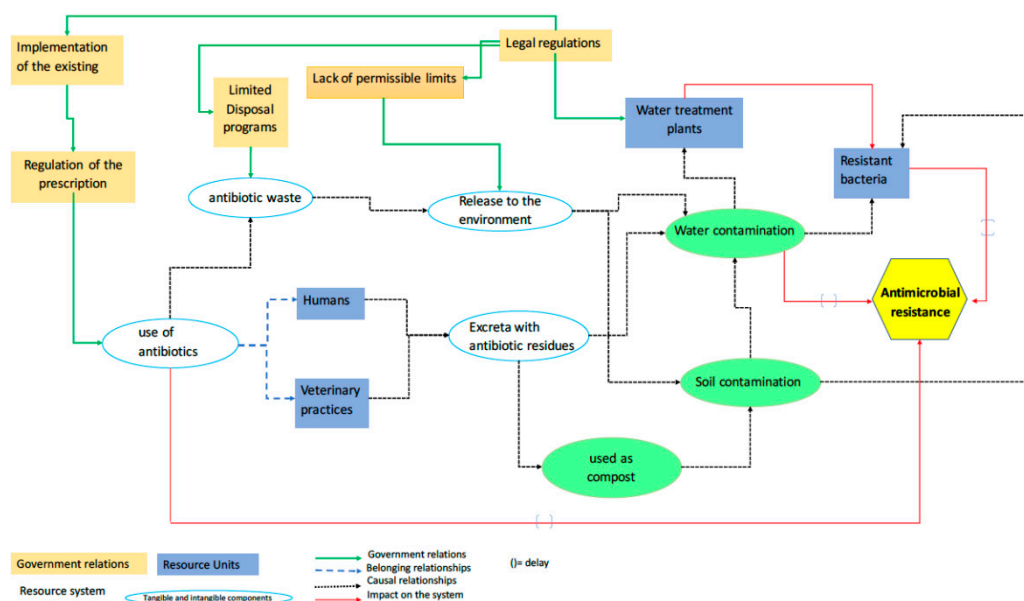 Legal regulations
Implementation
of the existing
Lack of permissible limits
Limited
Disposal
programs
Water treatment
plants
Resistant
bacteria
Regulation of the
prescription
antibiotic waste
Release to the
environment
Water contamination
Antimicrobial
resistance
Humans
use of
antibiotics
Excreta with
antibiotic residues
Veterinary
practices
Soil contamination
used as
compost
( )
( )
( )
Government relations
Resource Units
Resource system
Tangible and intangible components
Government relations
Belonging relationships
Causal relationships
Impact on the system
()= delay